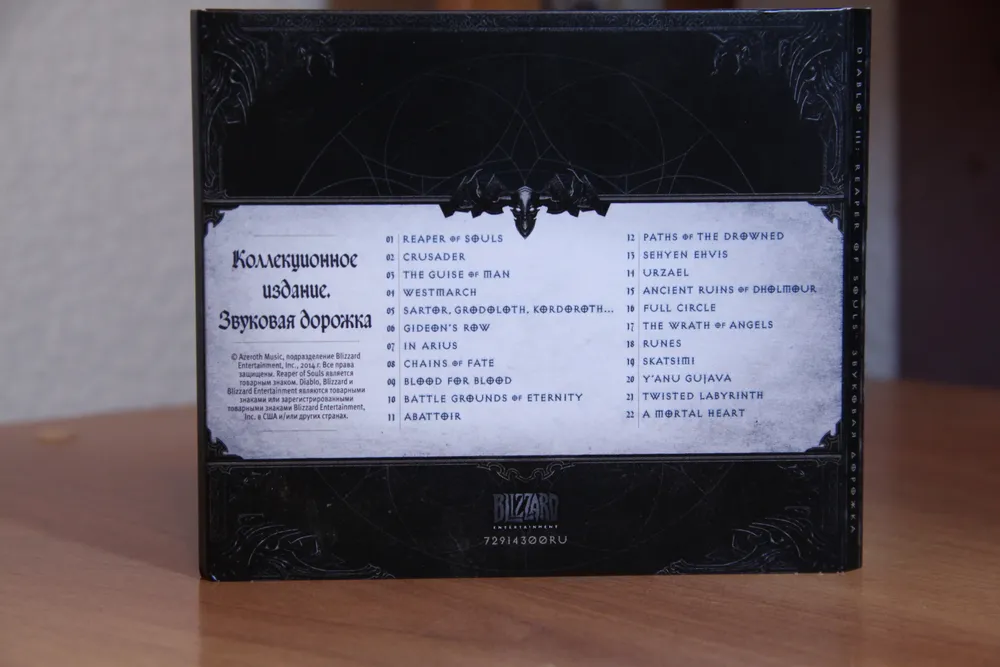 Коллекционное
издание.
Звуковая дорожка
© Azeroth Music, подразделение Blizzard
Entertainment, Inc., 2014 г. Все права
защищены. Reaper of Souls является
товарным знаком. Diablo, Blizzard и
Blizzard Entertainment являются товарными
знаками или зарегистрированными
товарными знаками Blizzard Entertainment,
Inc. в США и/или других странах.
01 REAPER OF SOULS
02 CRUSADER
03 THE GUISE OF MAN
04 WESTMARCH
05 SARTOR, GRODOLOTH, KORDOROTH...
06 GIDEON'S ROW
07 IN ARIUS
08 CHAINS OF FATE
09 BLOOD FOR BLOOD
10 BATTLE GROUNDS OF ETERNITY
11 ABATTOIR
12 PATHS OF THE DROWNED
13 SEHYEN EHVIS
14 URZAEL
15 ANCIENT RUINS OF DHOLMOUR
16 FULL CIRCLE
17 THE WRATH OF ANGELS
18 RUNES
19 SKATSIMI
20 Y'ANU GUJAVA
21 TWISTED LABYRINTH
22 A MORTAL HEART
BLIZZARD
ENTERTAINMENT
72914300RU
DIABLO III: REAPER OF SOULS. ЗВУКОВАЯ ДОРОЖКА